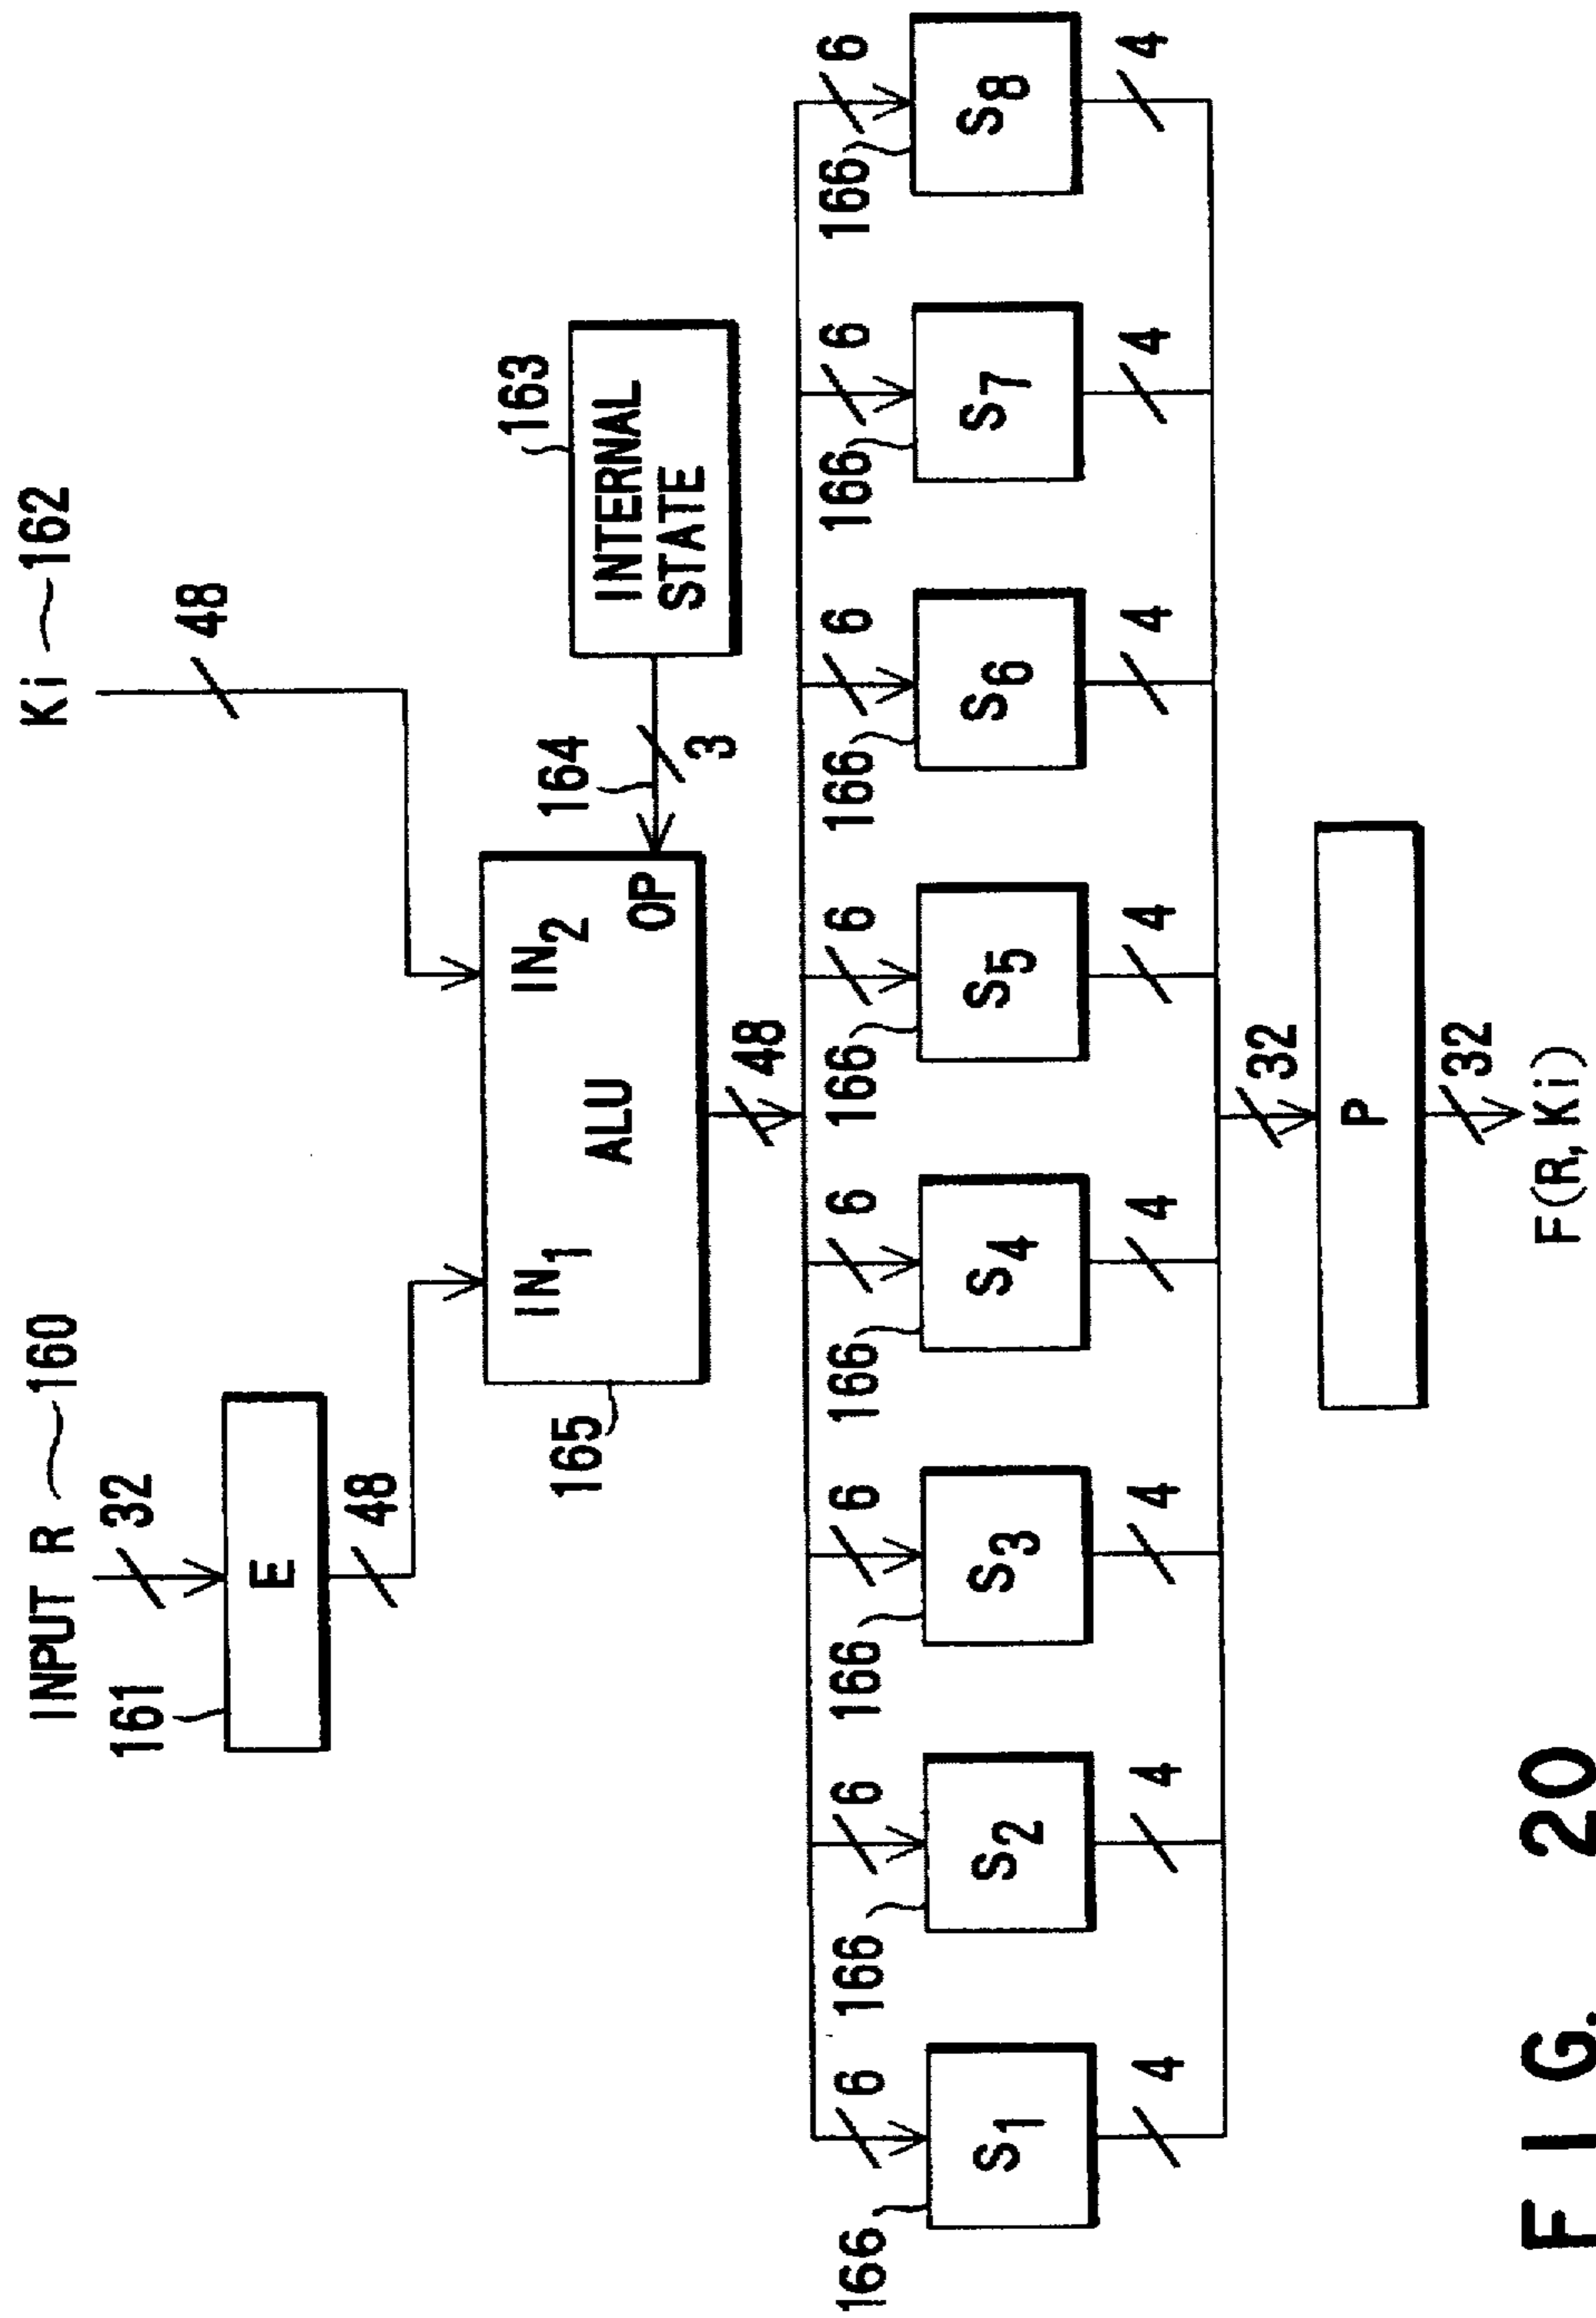 INPUT R 160
Ki 162
32
48
161
E
48
163
INTERNAL
STATE
164
3
IN1
IN2
ALU
OP
165
48
6 6 6 6 6 6 6 6
166 166 166 166 166 166 166 166
S1 S2 S3 S4 S5 S6 S7 S8
4 4 4 4 4 4 4 4
32
P
32
F(R, Ki)
FIG. 20